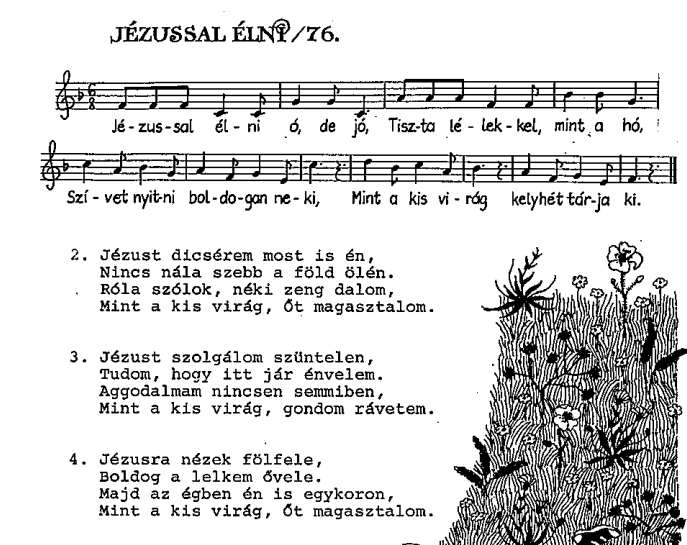 JÉZUSSAL ÉLNI/76.
Jé-zus-sal él-ni ó, de jó, Tisz-ta lé-lek-kel, mint a hó,
Szí-vet nyit-ni bol-do-gan ne-ki, Mint a kis vi-rág kelyhét tár-ja ki.
2. Jézust dicsérem most is én,
Nincs nála szebb a föld ölén.
Róla szólok, néki zeng dalom,
Mint a kis virág, Őt magasztalom.
3. Jézust szolgálom szüntelen,
Tudom, hogy itt jár énvelem.
Aggodalmam nincsen semmiben,
Mint a kis virág, gondom rávetem.
4. Jézusra nézek fölfele,
Boldog a lelkem ővele.
Majd az égben én is egykoron,
Mint a kis virág, Őt magasztalom.